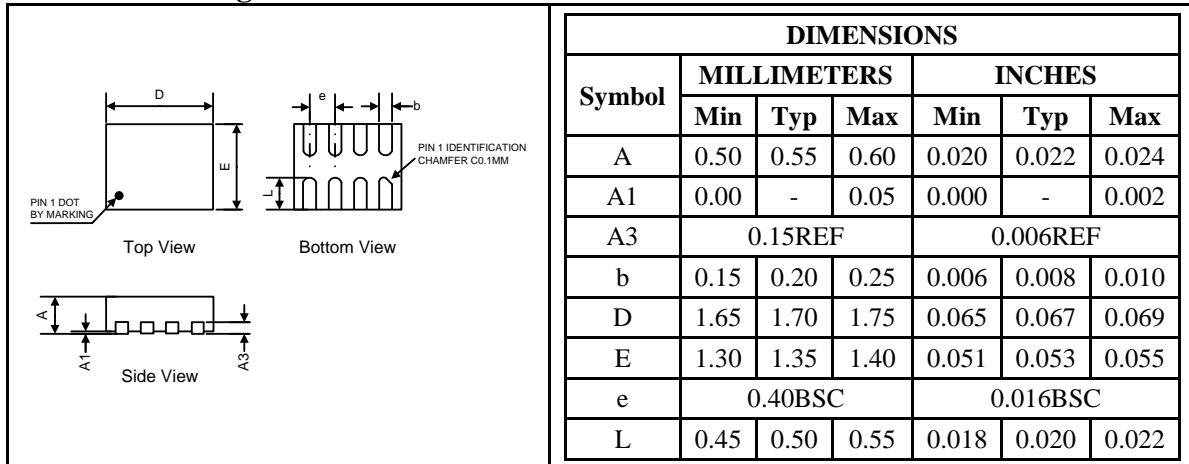 D
E
PIN 1 DOT
BY MARKING
Top View
e
b
L
PIN 1 IDENTIFICATION
CHAMFER C0.1MM
Bottom View
A
A1
A3
Side View
DIMENSIONS
Symbol MILLIMETERS INCHES
Min Typ Max Min Typ Max
A 0.50 0.55 0.60 0.020 0.022 0.024
A1 0.00 - 0.05 0.000 - 0.002
A3 0.15REF 0.006REF
b 0.15 0.20 0.25 0.006 0.008 0.010
D 1.65 1.70 1.75 0.065 0.067 0.069
E 1.30 1.35 1.40 0.051 0.053 0.055
e 0.40BSC 0.016BSC
L 0.45 0.50 0.55 0.018 0.020 0.022